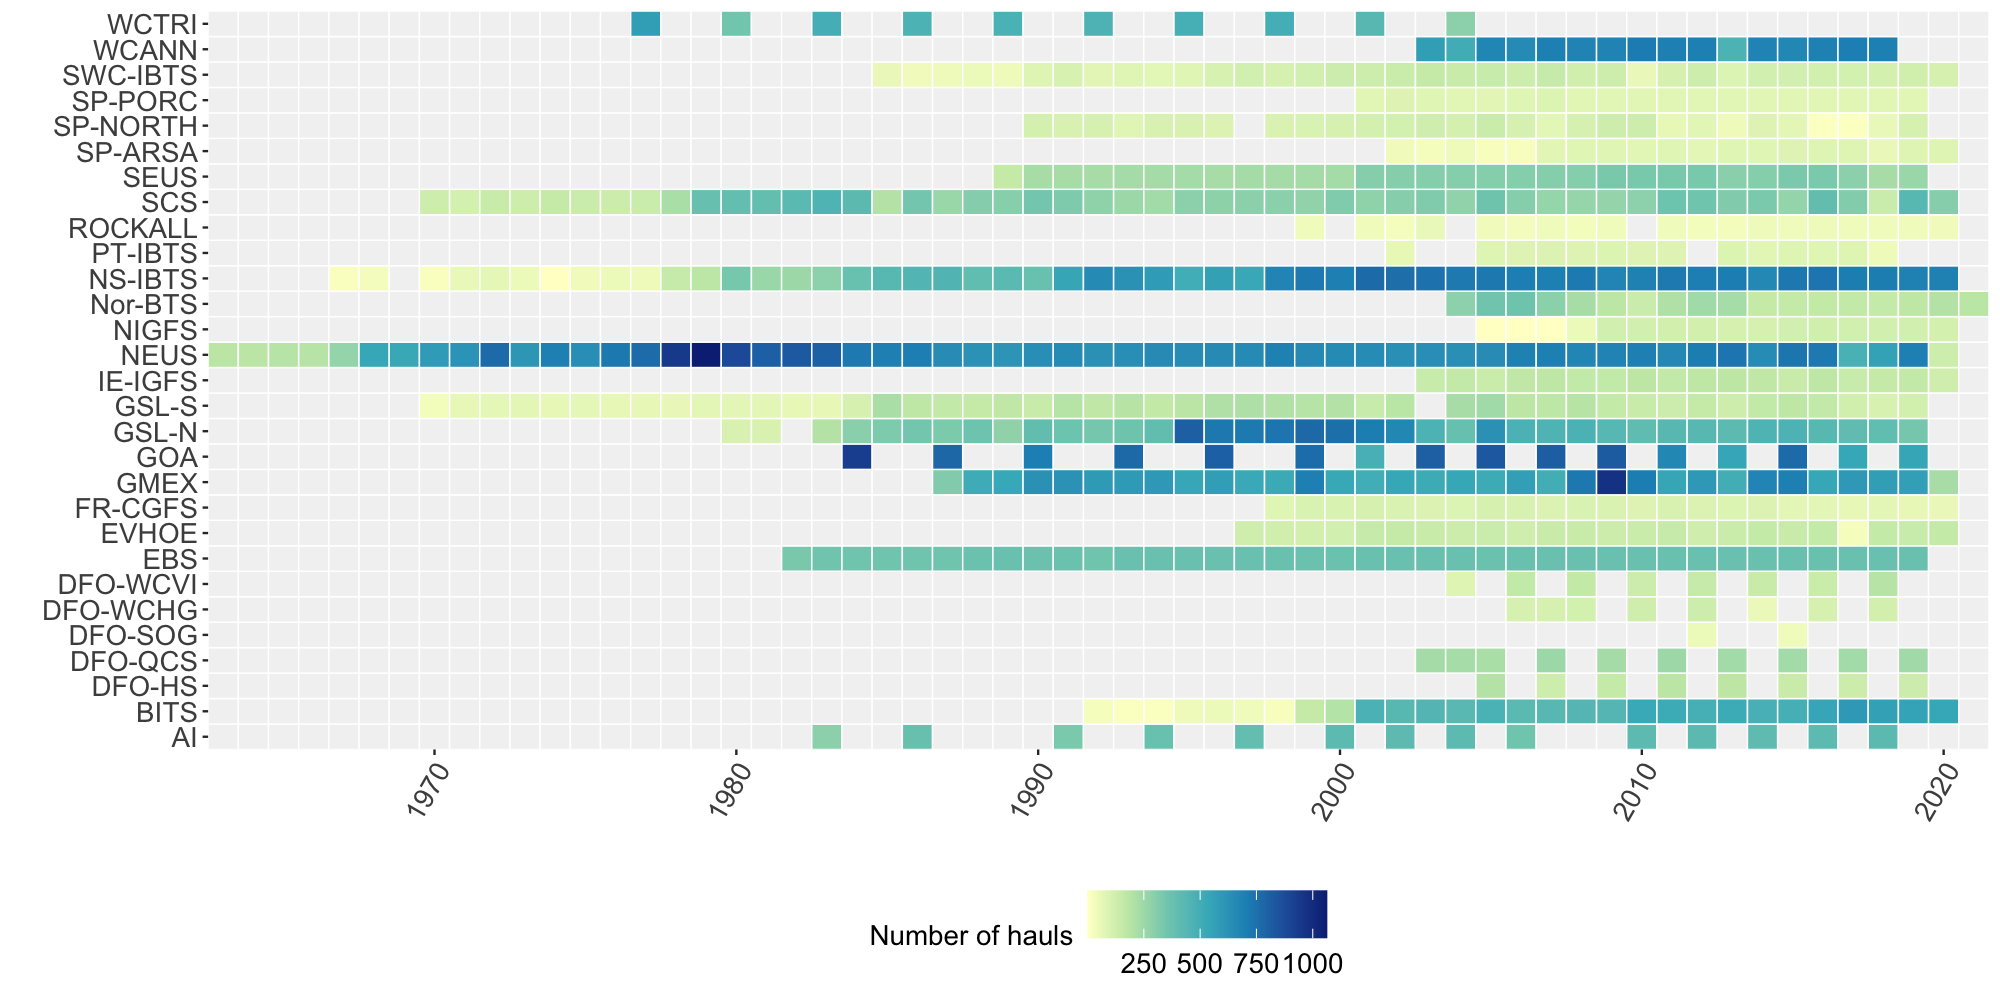 WCTRI
WCANN
SWC-IBTS
SP-PORC
SP-NORTH
SP-ARSA
SEUS
SCS
ROCKALL
PT-IBTS
NS-IBTS
Nor-BTS
NIGFS
NEUS
IE-IGFS
GSL-S
GSL-N
GOA
GMEX
FR-CGFS
EVHOE
EBS
DFO-WCVI
DFO-WCHG
DFO-SOG
DFO-QCS
DFO-HS
BITS
AI
1970 1980 1990 2000 2010 2020
Number of hauls
250 500 750 1000